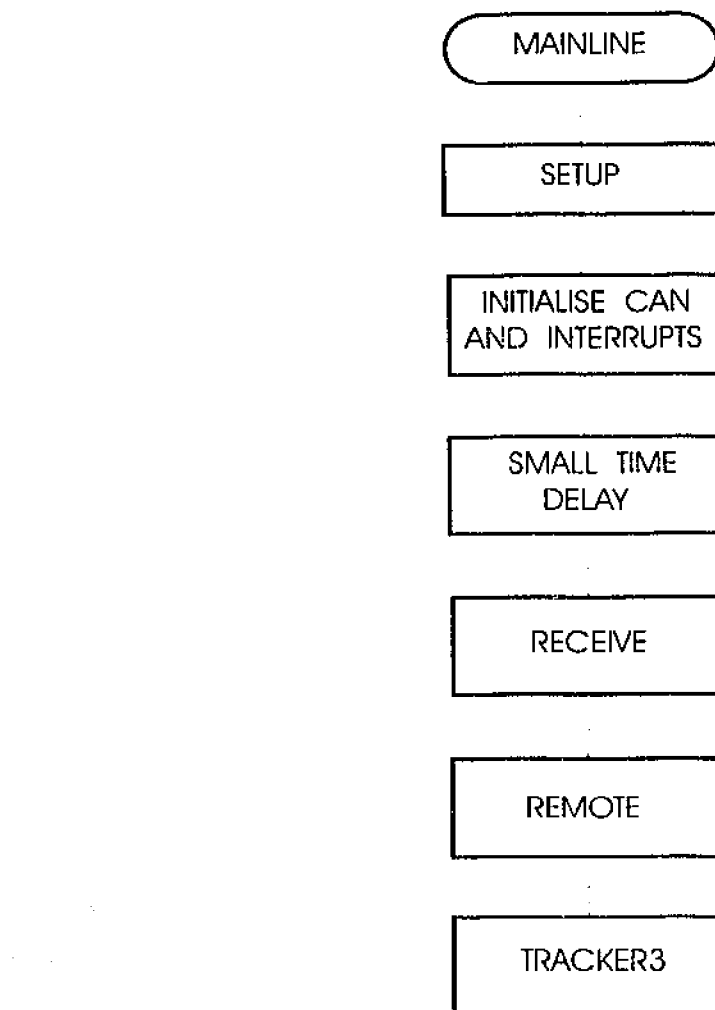 MAINLINE
SETUP
INITIALISE CAN
AND INTERRUPTS
SMALL TIME
DELAY
RECEIVE
REMOTE
TRACKER3